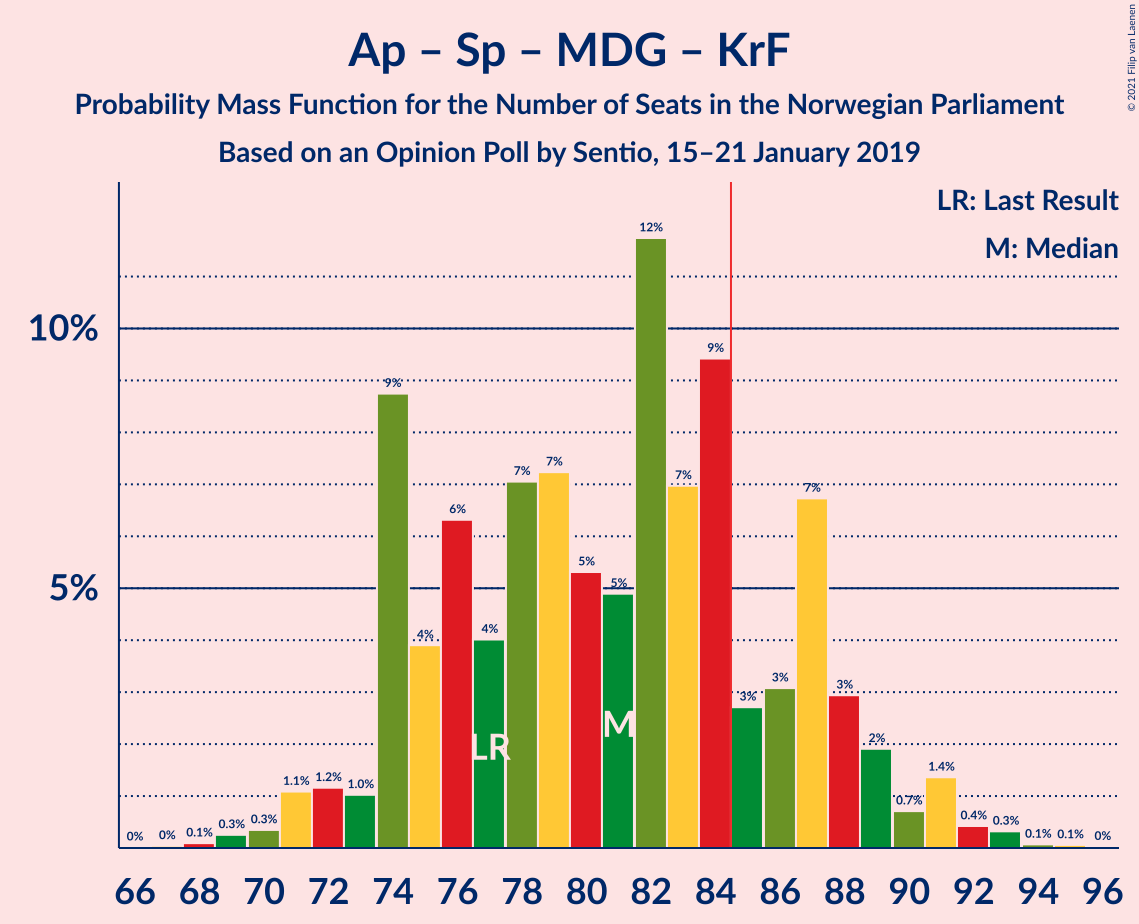 Ap – Sp – MDG – KrF
Probability Mass Function for the Number of Seats in the Norwegian Parliament
Based on an Opinion Poll by Sentio, 15–21 January 2019
© 2021 Filip van Laenen
LR: Last Result
M: Median
10%
5%
0% 0% 0.1% 0.3% 0.3% 1.1% 1.2% 1.0% 9% 4% 6% 4% 7% 7% 5% 5% 12% 7% 9% 3% 3% 7% 3% 2% 0.7% 1.4% 0.4% 0.3% 0.1% 0.1% 0%
LR M
66 68 70 72 74 76 78 80 82 84 86 88 90 92 94 96